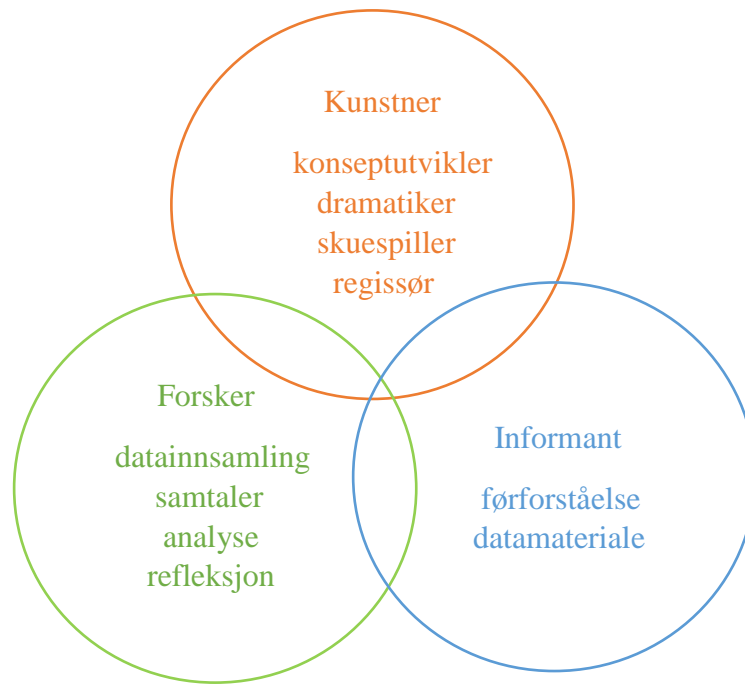 Kunstner
konseptutvikler
dramatiker
skuespiller
regissør
Forsker
datainnsamling
samtaler
analyse
refleksjon
Informant
førforståelse
datamateriale